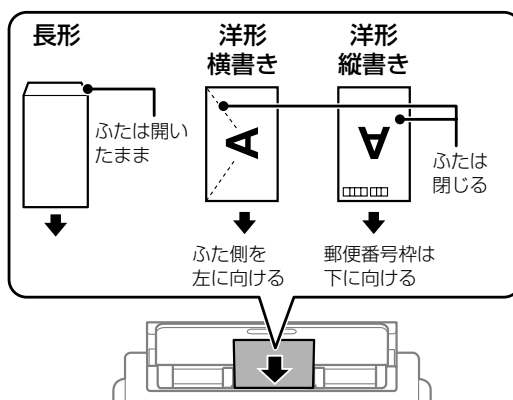 長形
ふたは開い
たまま
洋形
横書き
A
ふた側を
左に向ける
洋形
縦書き
A
郵便番号枠は
下に向ける
ふたは
閉じる